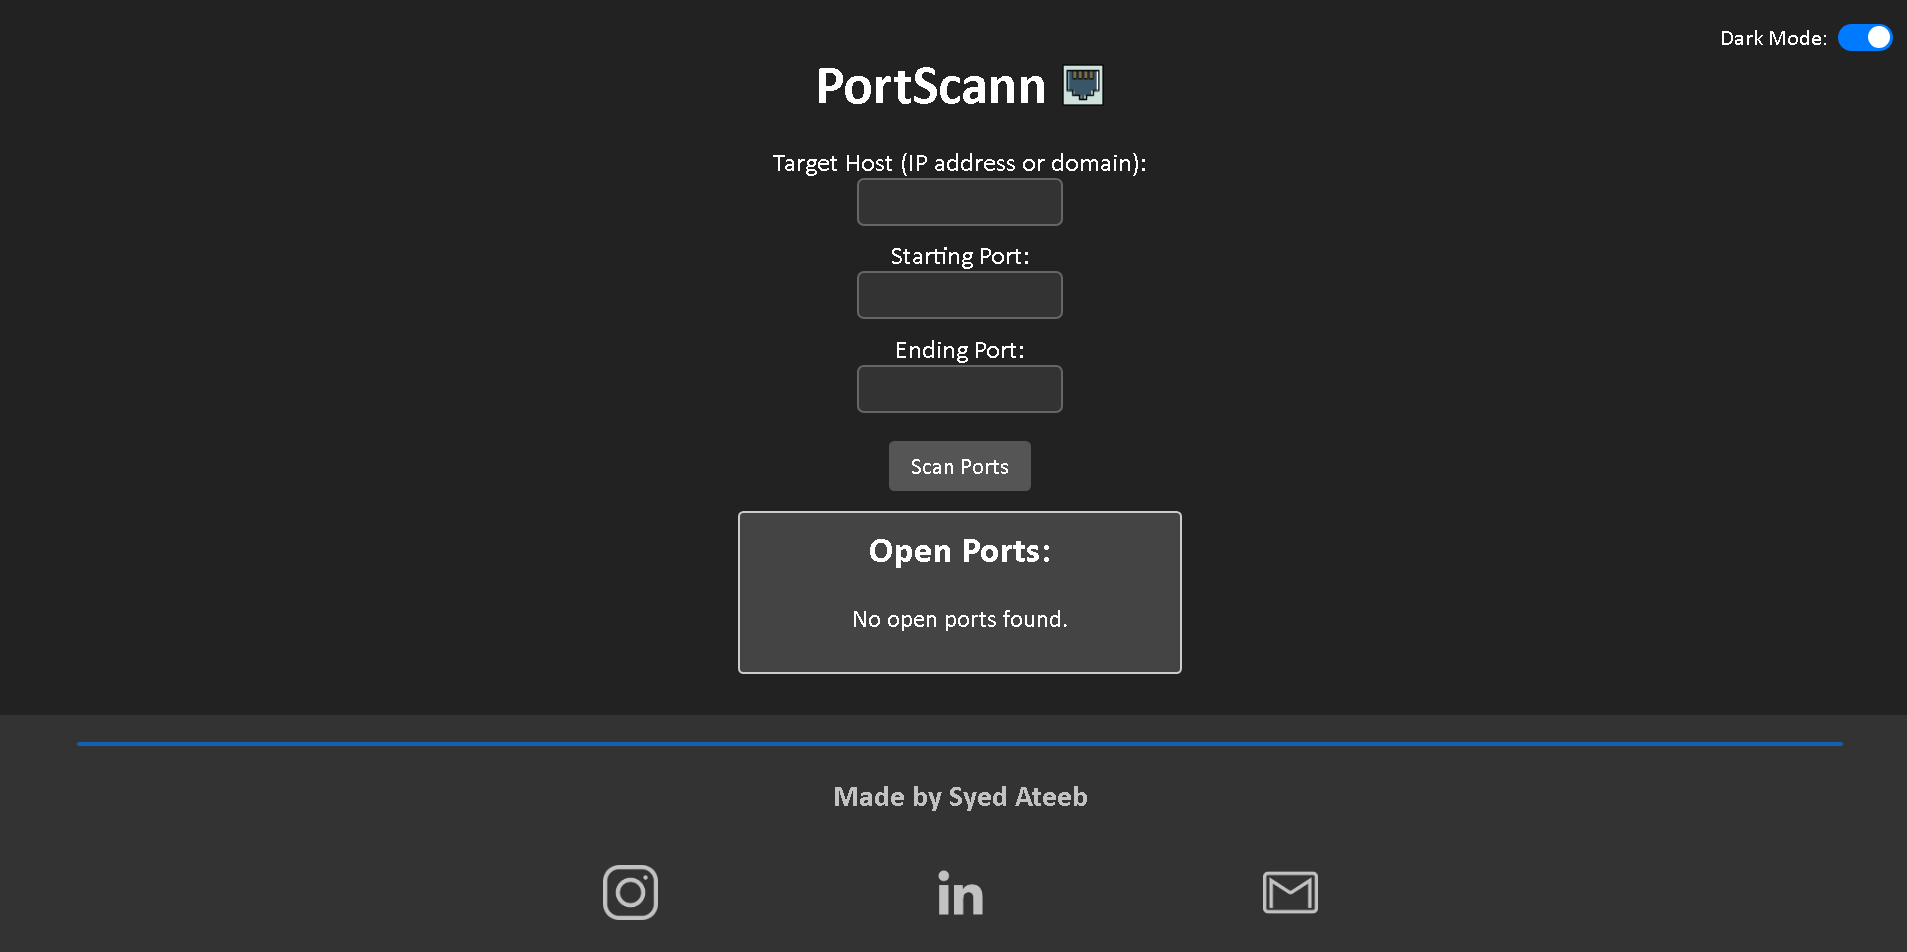 Dark Mode:
PortScann
Target Host (IP address or domain):
Starting Port:
Ending Port:
Scan Ports
Open Ports:
No open ports found.
Made by Syed Ateeb
in